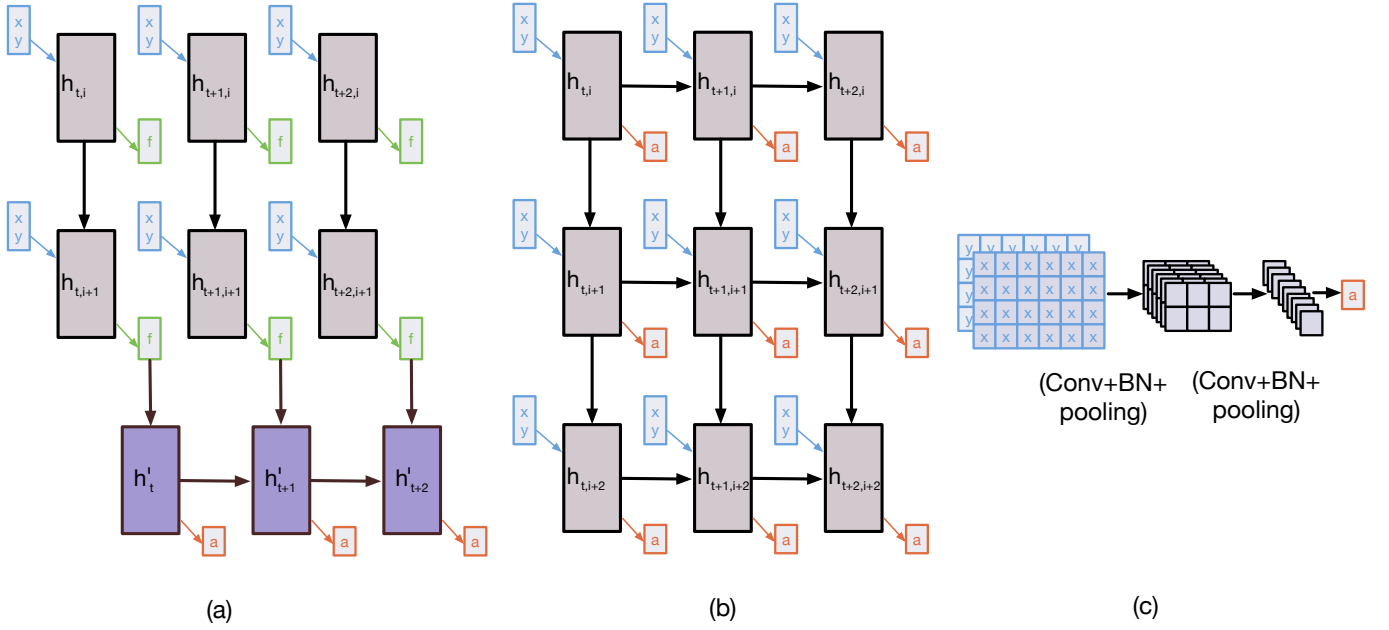 x x x x x x
y y y y y y
h t,i h t+1,i h t+2,i h t,i h t+1,i h t+2,i
f f f a a a
x x x x x x
y y y y y y
h t,i+1 h t+1,i+1 h t+2,i+1 h t,i+1 h t+1,i+1 h t+2,i+1
f f f a a a
x x x
y y y
h' t h' t+1 h' t+2 h t,i+2 h t+1,i+2 h t+2,i+2
a a a a a a
y y y y y y
y x x x x x x
x x x x x x
y x x x x x x a
y x x x x x x
(Conv+BN+ (Conv+BN+
pooling) pooling)
(a) (b) (c)